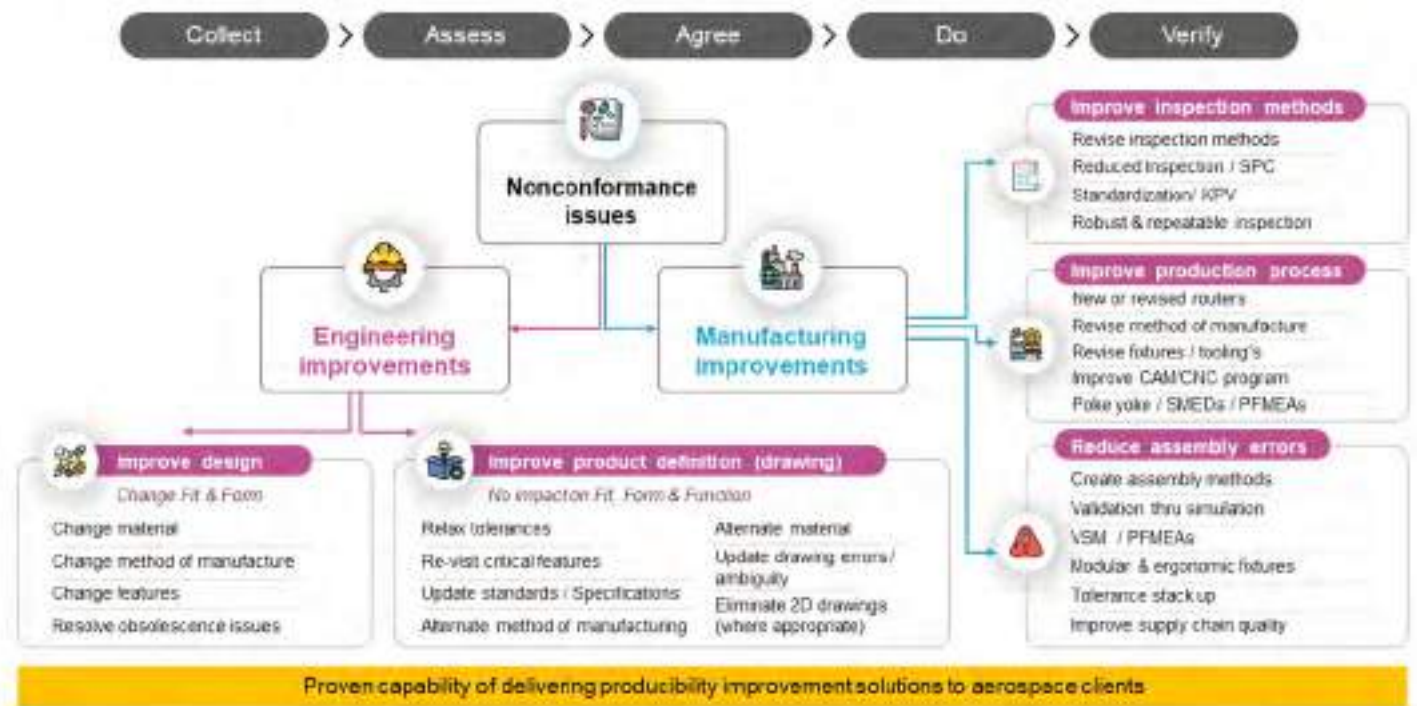 Collect
Assess
Agree
Do
Verify
Nonconformance
issues
Engineering
improvements
Manufacturing
improvements
Improve design
Change Fit & Form
Change material
Change method of manufacture
Change features
Resolve obsolescence issues
Improve product definition (drawing)
No impact on Fit, Form & Function
Relax tolerances
Re-visit critical features
Update standards / Specifications
Alternate method of manufacturing
Alternate material
Update drawing errors /
ambiguity
Eliminate 2D drawings
(where appropriate)
Improve inspection methods
Revise inspection methods
Reduced Inspection / SPC
Standardization/ KPV
Robust & repeatable inspection
Improve production process
New or revised routers
Revise method of manufacture
Revise fixtures / tooling's
Improve CAM/CNC program
Poke yoke / SMEDs / PFMEAs
Reduce assembly errors
Create assembly methods
Validation thru simulation
VSM / PFMEAs
Modular & ergonomic fixtures
Tolerance stack up
Improve supply chain quality
Proven capability of delivering producibility improvement solutions to aerospace clients